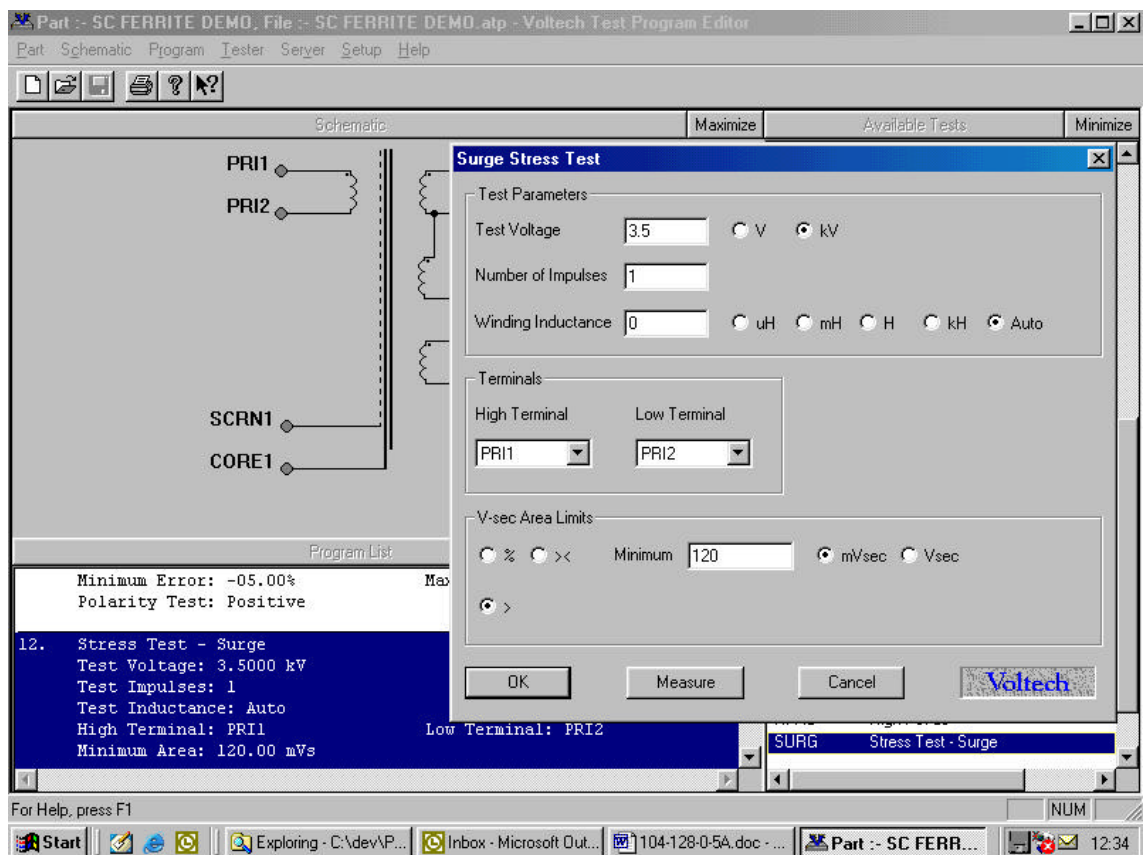 Part :- SC FERRITE DEMO, File :- SC FERRITE DEMO.atp - Voltech Test Program Editor
Part Schematic Program Tester Server Setup Help
Schematic Maximize Available Tests Minimize
PRI1
PRI2
SCRN1
CORE1
Surge Stress Test
Test Parameters
Test Voltage 3.5 V kV
Number of Impulses 1
Winding Inductance 0 uH mH H kH Auto
Terminals
High Terminal Low Terminal
PRI1 PRI2
V-sec Area Limits
% >< Minimum 120 mVsec Vsec
>
OK Measure Cancel Voltech
Program List
Minimum Error: -05.00% Max
Polarity Test: Positive
12. Stress Test - Surge
Test Voltage: 3.5000 kV
Test Impulses: 1
Test Inductance: Auto
High Terminal: PRI1 Low Terminal: PRI2
Minimum Area: 120.00 mVs
SURG Stress Test - Surge
For Help, press F1 NUM
Start Exploring - C:\dev\P... Inbox - Microsoft Out... 104-128-0-5A.doc - ... Part :- SC FERR... 12:34